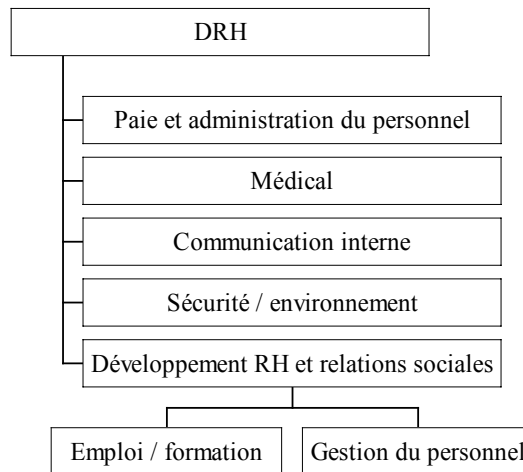 DRH
Paie et administration du personnel
Médical
Communication interne
Sécurité / environnement
Développement RH et relations sociales
Emploi / formation
Gestion du personnel